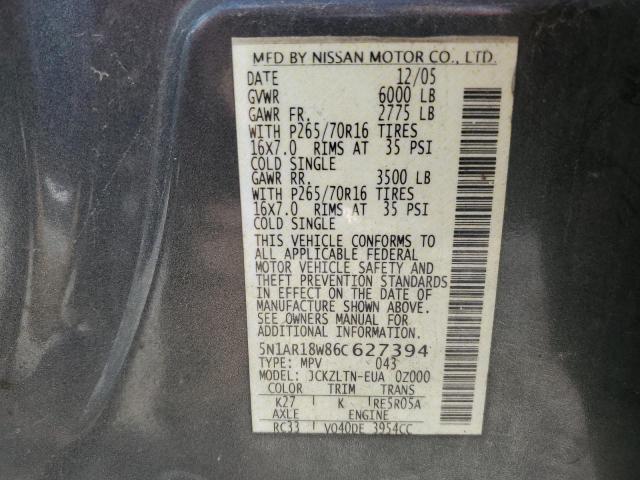 MFD BY NISSAN MOTOR CO., LTD.
DATE 12/05
GVWR 6000 LB
GAWR FR. 2775 LB
WITH P265/70R16 TIRES
16X7.0 RIMS AT 35 PSI
COLD SINGLE
GAWR RR. 3500 LB
WITH P265/70R16 TIRES
16X7.0 RIMS AT 35 PSI
COLD SINGLE
THIS VEHICLE CONFORMS TO
ALL APPLICABLE FEDERAL
MOTOR VEHICLE SAFETY AND
THEFT PREVENTION STANDARDS
IN EFFECT ON THE DATE OF
MANUFACTURE SHOWN ABOVE.
SEE OWNERS MANUAL FOR
ADDITIONAL INFORMATION.
5N1AR18W86C627394
TYPE: MPV 043
MODEL: JCKZLTN-EUA 0Z000
COLOR TRIM TRANS
K27 K RE5R05A
AXLE ENGINE
RC33 VQ40DE 3954CC